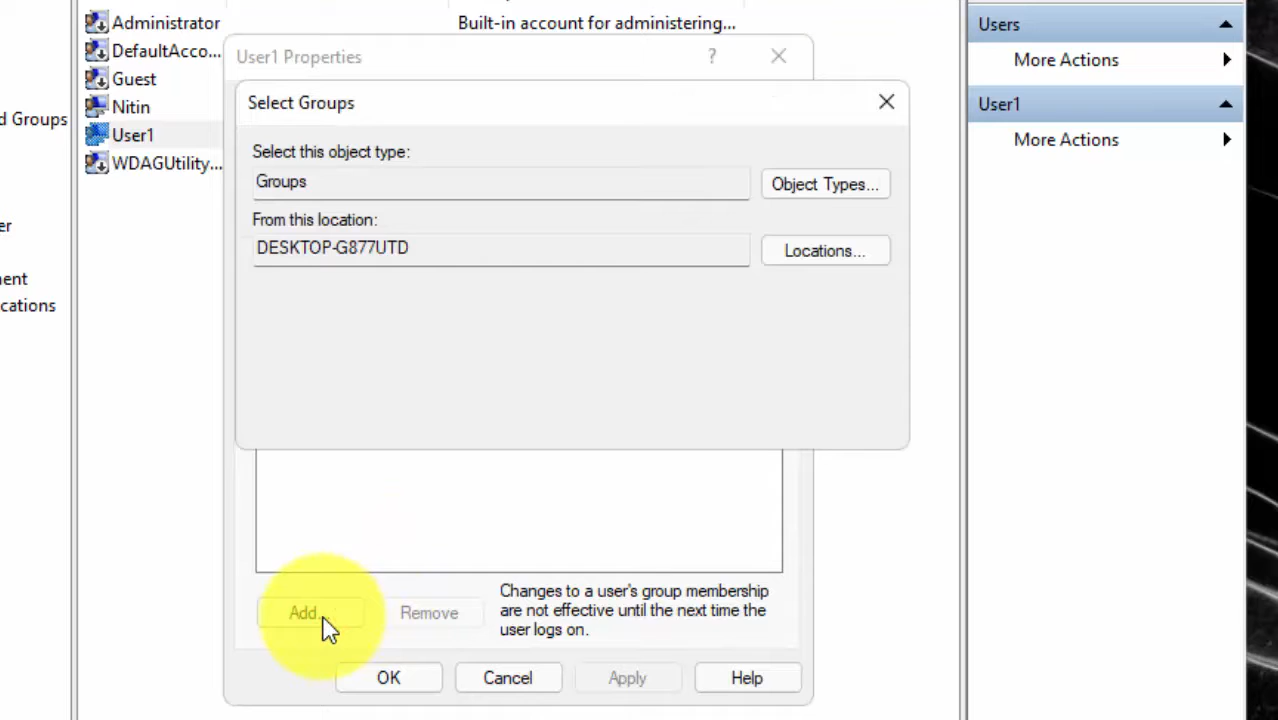 Administrator
Built-in account for administering...
DefaultAcco...
Guest
Nitin
User1
WDAGUtility...
d Groups
er
ent
cations
User1 Properties
?
Select Groups
Select this object type:
Groups
Object Types...
From this location:
DESKTOP-G877UTD
Locations...
Add...
Remove
Changes to a user's group membership
are not effective until the next time the
user logs on.
OK
Cancel
Apply
Help
Users
More Actions
User1
More Actions